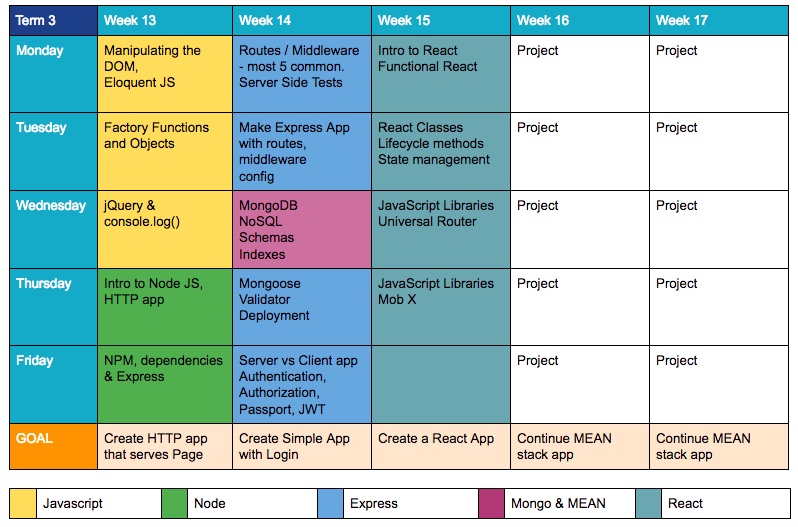 Term 3 Week 13 Week 14 Week 15 Week 16 Week 17
Monday
Manipulating the
DOM,
Eloquent JS
Routes / Middleware
- most 5 common.
Server Side Tests
Intro to React
Functional React
Project
Project
Tuesday
Factory Functions
and Objects
Make Express App
with routes,
middleware
config
React Classes
Lifecycle methods
State management
Project
Project
Wednesday
jQuery &
console.log()
MongoDB
NoSQL
Schemas
Indexes
JavaScript Libraries
Universal Router
Project
Project
Thursday
Intro to Node JS,
HTTP app
Mongoose
Validator
Deployment
JavaScript Libraries
Mob X
Project
Project
Friday
NPM, dependencies
& Express
Server vs Client app
Authentication,
Authorization,
Passport, JWT
Project
Project
GOAL
Create HTTP app
that serves Page
Create Simple App
with Login
Create a React App
Continue MEAN
stack app
Continue MEAN
stack app
Javascript Node Express Mongo & MEAN React